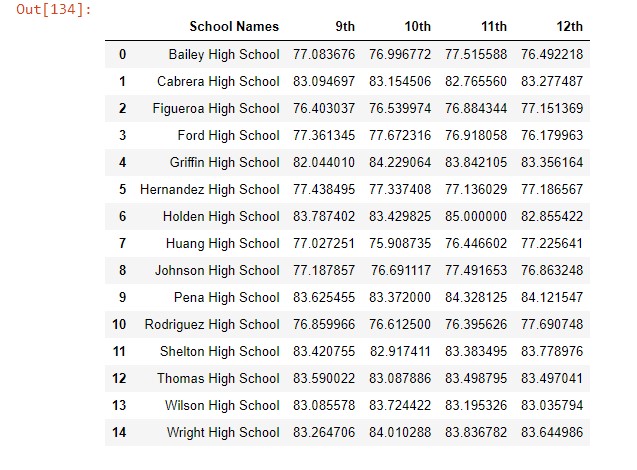 Out[134]:
School Names 9th 10th 11th 12th
0 Bailey High School 77.083676 76.996772 77.515588 76.492218
1 Cabrera High School 83.094697 83.154506 82.765560 83.277487
2 Figueroa High School 76.403037 76.539974 76.884344 77.151369
3 Ford High School 77.361345 77.672316 76.918058 76.179963
4 Griffin High School 82.044010 84.229064 83.842105 83.356164
5 Hernandez High School 77.438495 77.337408 77.136029 77.186567
6 Holden High School 83.787402 83.429825 85.000000 82.855422
7 Huang High School 77.027251 75.908735 76.446602 77.225641
8 Johnson High School 77.187857 76.691117 77.491653 76.863248
9 Pena High School 83.625455 83.372000 84.328125 84.121547
10 Rodriguez High School 76.859966 76.612500 76.395626 77.690748
11 Shelton High School 83.420755 82.917411 83.383495 83.778976
12 Thomas High School 83.590022 83.087886 83.498795 83.497041
13 Wilson High School 83.085578 83.724422 83.195326 83.035794
14 Wright High School 83.264706 84.010288 83.836782 83.644986